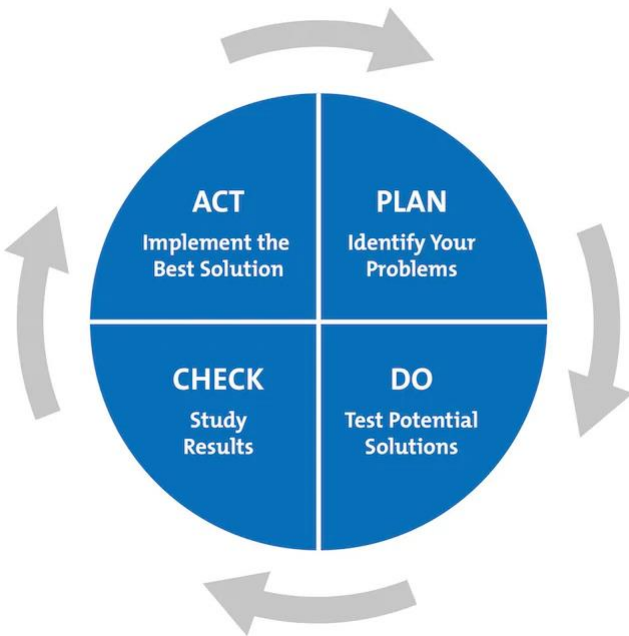 ACT
Implement the
Best Solution
PLAN
Identify Your
Problems
CHECK
Study
Results
DO
Test Potential
Solutions